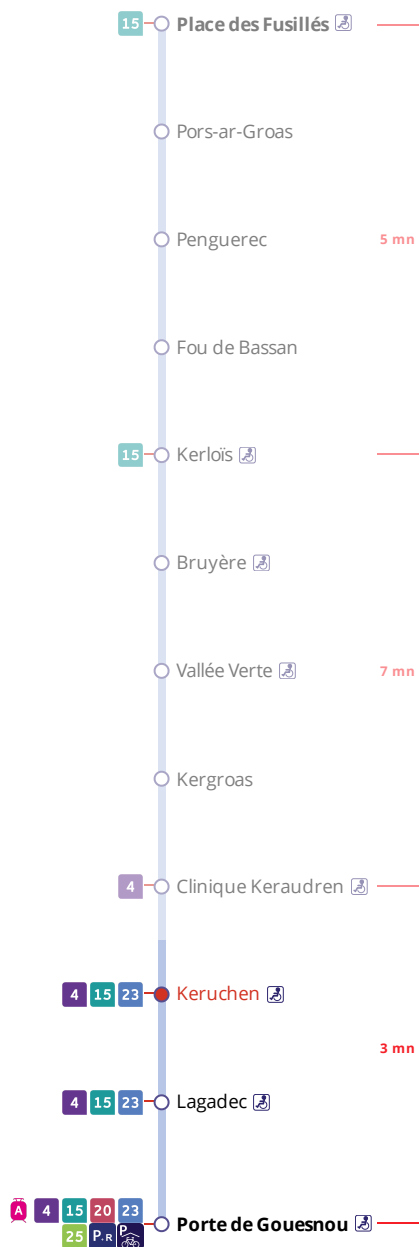 15 Place des Fusillés
Pors-ar-Groas
Penguerec 5 mn
Fou de Bassan
15 Kerloïs
Bruyère
Vallée Verte 7 mn
Kergroas
4 Clinique Keraudren
4 15 23 Keruchen
3 mn
4 15 23 Lagadec
A 4 15 20 23
25 P.R P Porte de Gouesnou